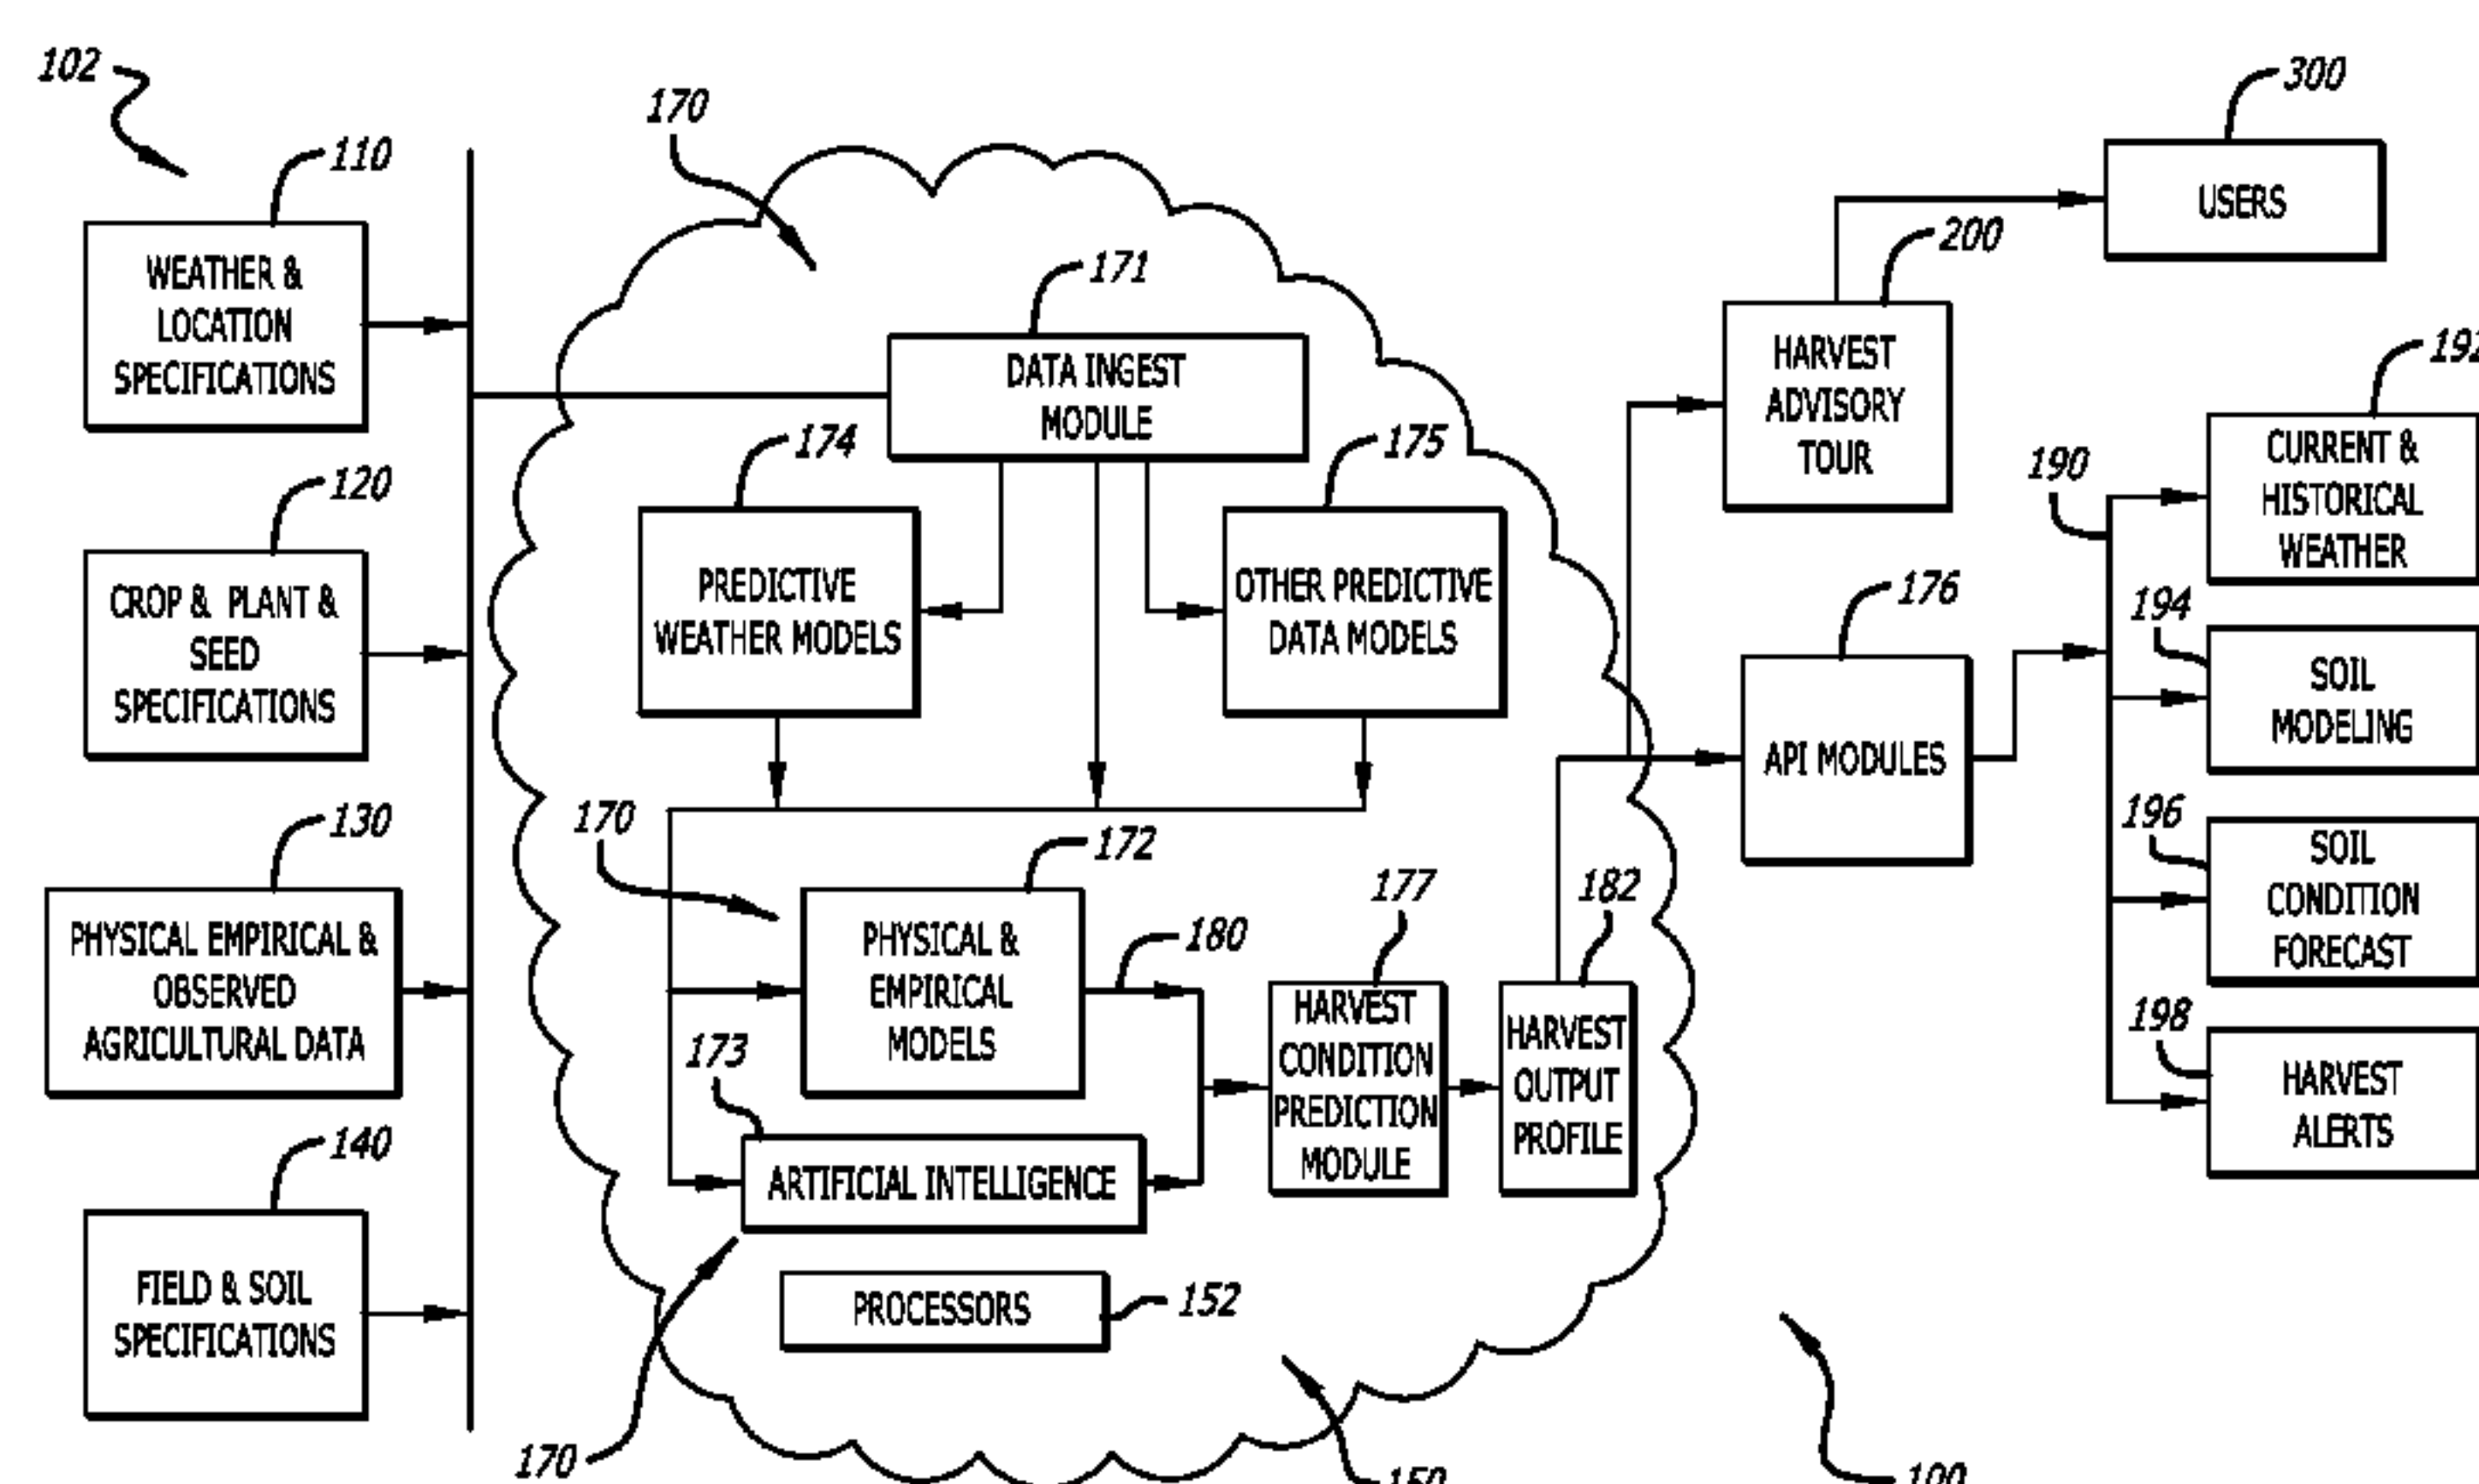 102
110
WEATHER &
LOCATION
SPECIFICATIONS
120
CROP & PLANT &
SEED
SPECIFICATIONS
130
PHYSICAL EMPIRICAL &
OBSERVED
AGRICULTURAL DATA
140
FIELD & SOIL
SPECIFICATIONS
170
171
DATA INGEST
MODULE
174
PREDICTIVE
WEATHER MODELS
175
OTHER PREDICTIVE
DATA MODELS
170
172
PHYSICAL &
EMPIRICAL
MODELS
180
173
ARTIFICIAL INTELLIGENCE
170
PROCESSORS
152
177
HARVEST
CONDITION
PREDICTION
MODULE
182
HARVEST
OUTPUT
PROFILE
150
300
USERS
200
HARVEST
ADVISORY
TOUR
176
API MODULES
190
192
CURRENT &
HISTORICAL
WEATHER
194
SOIL
MODELING
196
SOIL
CONDITION
FORECAST
198
HARVEST
ALERTS
100